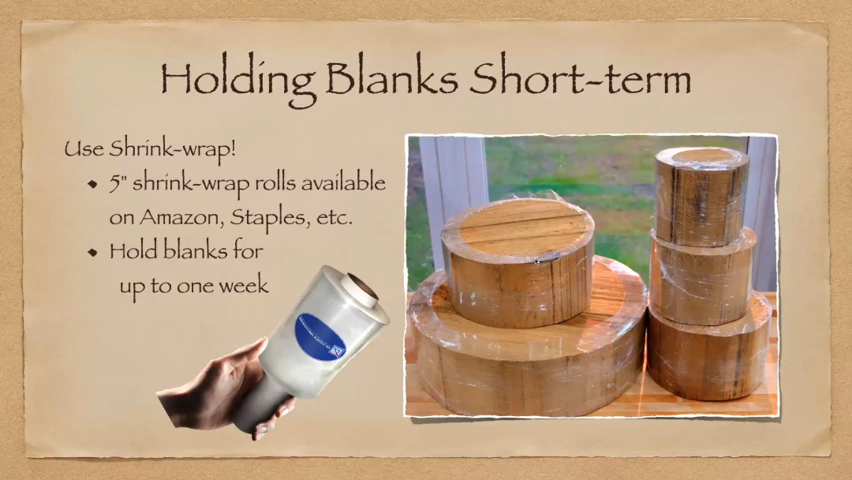 Holding Blanks Short-term
Use Shrink-wrap!
5" shrink-wrap rolls available
on Amazon, Staples, etc.
Hold blanks for
up to one week